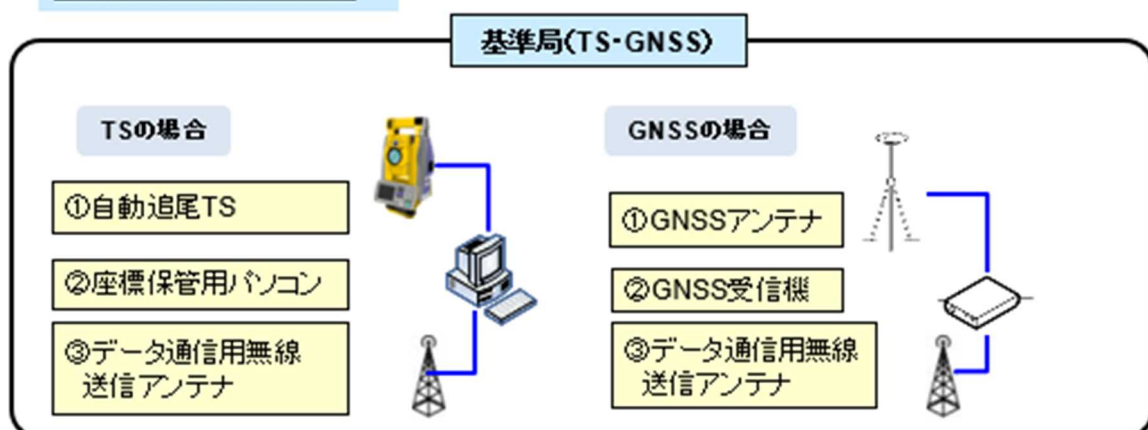 基準局(TS・GNSS)
TSの場合
①自動追尾TS
②座標保管用パソコン
③データ通信用無線
送信アンテナ
GNSSの場合
①GNSSアンテナ
②GNSS受信機
③データ通信用無線
送信アンテナ